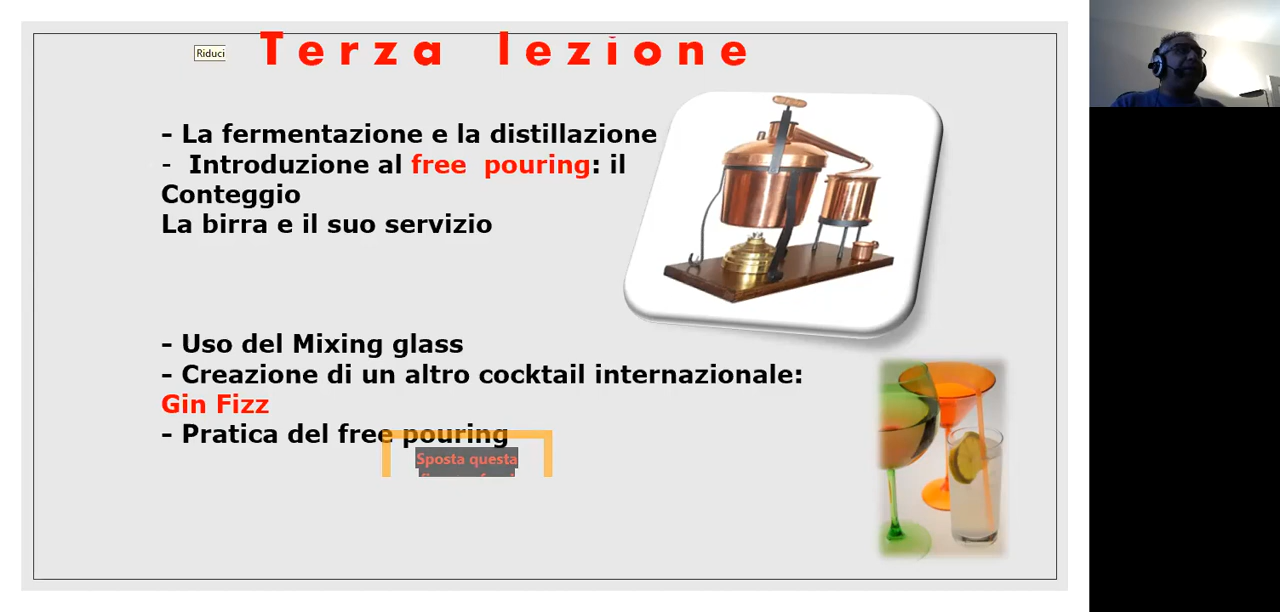 Riduci
Terza lezione
- La fermentazione e la distillazione
- Introduzione al free pouring: il
Conteggio
La birra e il suo servizio
- Uso del Mixing glass
- Creazione di un altro cocktail internazionale:
Gin Fizz
- Pratica del free pouring
Sposta questa